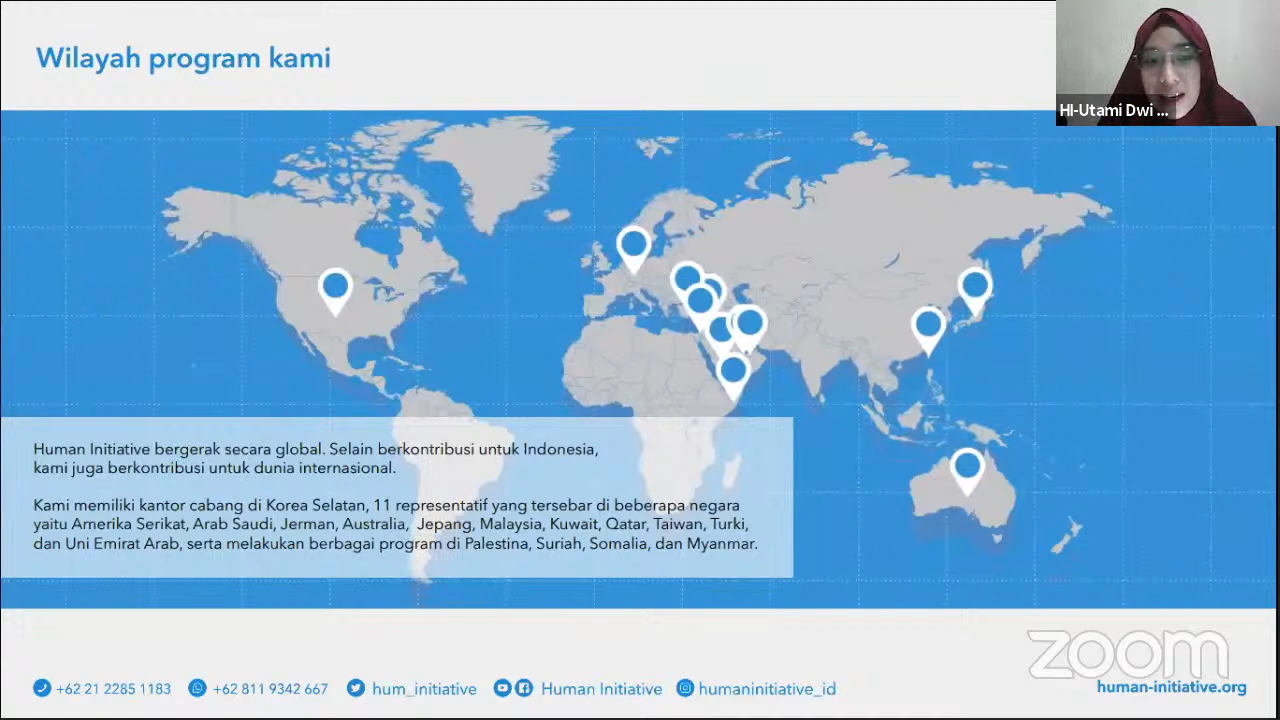 Wilayah program kami
HI-Utami Dwi ...
Human Initiative bergerak secara global. Selain berkontribusi untuk Indonesia,
kami juga berkontribusi untuk dunia internasional.
Kami memiliki kantor cabang di Korea Selatan, 11 representatif yang tersebar di beberapa negara
yaitu Amerika Serikat, Arab Saudi, Jerman, Australia, Jepang, Malaysia, Kuwait, Qatar, Taiwan, Turki,
dan Uni Emirat Arab, serta melakukan berbagai program di Palestina, Suriah, Somalia, dan Myanmar.
zoom
+62 21 2285 1183 +62 811 9342 667 hum_initiative Human Initiative humaninitiative_id human-initiative.org